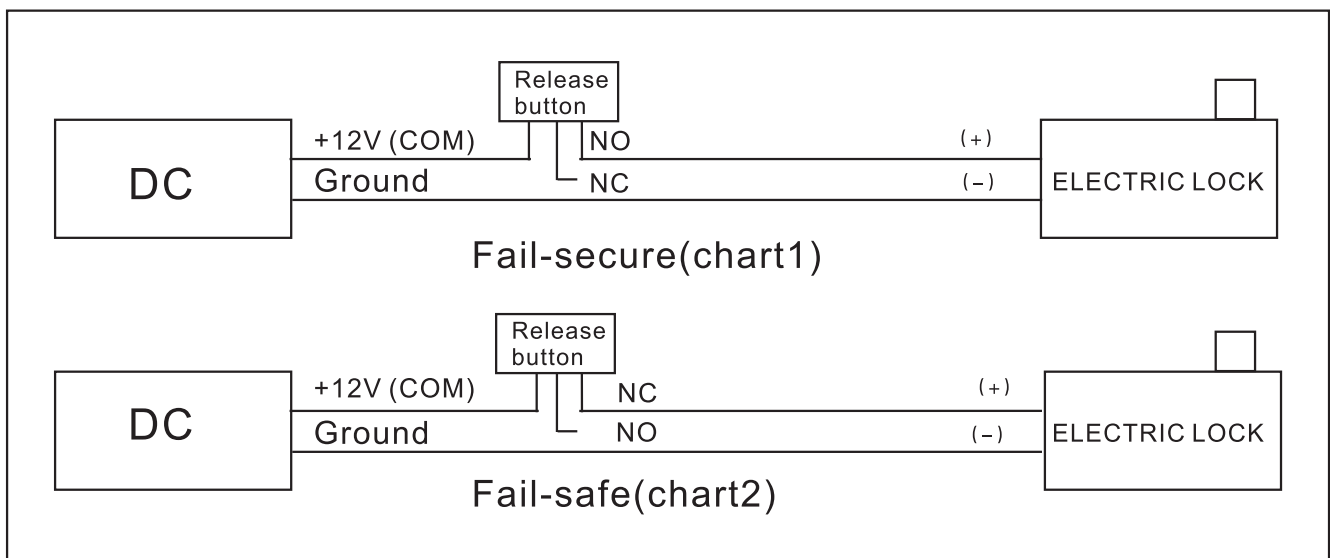 Release
button
+12V (COM) NO (+)
DC Ground NC (-) ELECTRIC LOCK
Fail-secure(chart1)
Release
button
+12V (COM) NC (+)
DC Ground NO (-) ELECTRIC LOCK
Fail-safe(chart2)